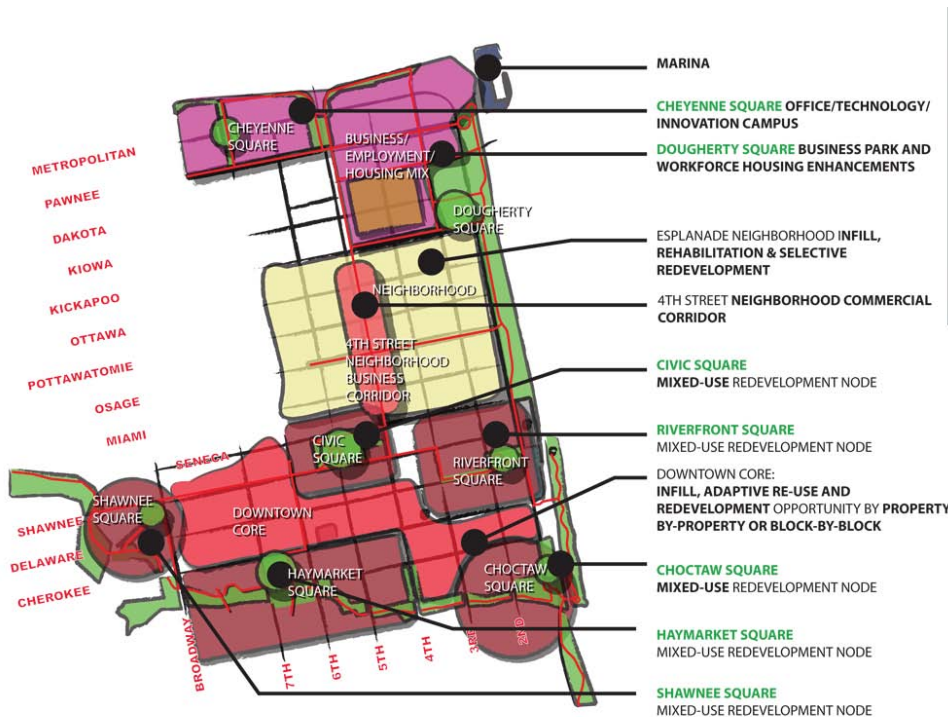 MARINA
CHEYENNE SQUARE OFFICE/TECHNOLOGY/
INNOVATION CAMPUS
DOUGHERTY SQUARE BUSINESS PARK AND
WORKFORCE HOUSING ENHANCEMENTS
ESPLANADE NEIGHBORHOOD INFILL,
REHABILITATION & SELECTIVE
REDEVELOPMENT
4TH STREET NEIGHBORHOOD COMMERCIAL
CORRIDOR
CIVIC SQUARE
MIXED-USE REDEVELOPMENT NODE
RIVERFRONT SQUARE
MIXED-USE REDEVELOPMENT NODE
DOWNTOWN CORE:
INFILL, ADAPTIVE RE-USE AND
REDEVELOPMENT OPPORTUNITY BY PROPERTY
BY-PROPERTY OR BLOCK-BY-BLOCK
CHOCTAW SQUARE
MIXED-USE REDEVELOPMENT NODE
HAYMARKET SQUARE
MIXED-USE REDEVELOPMENT NODE
SHAWNEE SQUARE
MIXED-USE REDEVELOPMENT NODE
METROPOLITAN
PAWNEE
DAKOTA
KIOWA
KICKAPOO
OTTAWA
POTTAWATOMIE
OSAGE
MIAMI
SENECA
SHAWNEE
DELAWARE
CHEROKEE
BROADWAY
7TH
6TH
5TH
4TH
3RD
2ND
CHEYENNE
SQUARE
BUSINESS/
EMPLOYMENT/
HOUSING MIX
DOUGHERTY
SQUARE
NEIGHBORHOOD
4TH STREET
NEIGHBORHOOD
BUSINESS
CORRIDOR
CIVIC
SQUARE
RIVERFRONT
SQUARE
SHAWNEE
SQUARE
DOWNTOWN
CORE
HAYMARKET
SQUARE
CHOCTAW
SQUARE